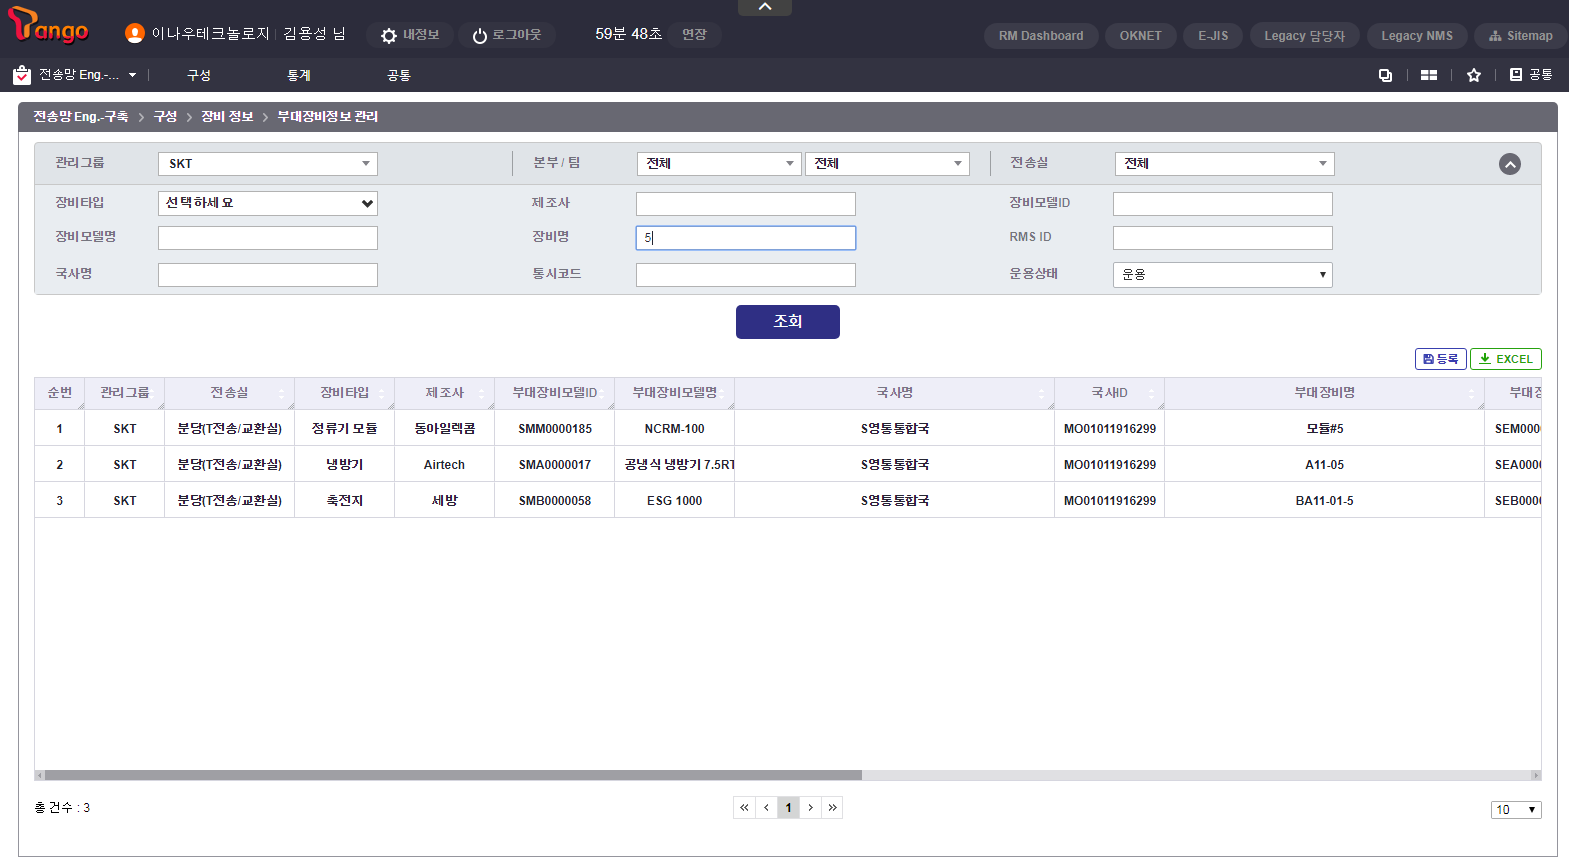 Tango
이나우테크놀로지 | 김용성 님 내정보 로그아웃 59분 48초 연장 RM Dashboard OKNET E-JIS Legacy 담당자 Legacy NMS Sitemap
전송망 Eng.-... 구성 통계 공통 공통
전송망 Eng.-구축 > 구성 > 장비 정보 > 부대장비정보 관리
관리그룹 SKT 본부 / 팀 전체 전체 전송실 전체
장비타입 선택하세요 제조사 장비모델ID
장비모델명 장비명 5 RMS ID
국사명 통시코드 운용상태 운용
조회
등록 EXCEL
순번 관리그룹 전송실 장비타입 제조사 부대장비모델ID 부대장비모델명 국사명 국사ID 부대장비명 부대장
1 SKT 분당(T전송/교환실) 정류기 모듈 동아일렉콤 SMM0000185 NCRM-100 S영통통합국 MO01011916299 모듈#5 SEM000
2 SKT 분당(T전송/교환실) 냉방기 Airtech SMA0000017 공냉식 냉방기 7.5RT S영통통합국 MO01011916299 A11-05 SEA000
3 SKT 분당(T전송/교환실) 축전지 세방 SMB0000058 ESG 1000 S영통통합국 MO01011916299 BA11-01-5 SEB000
총 건수 : 3 « ‹ 1 › » 10